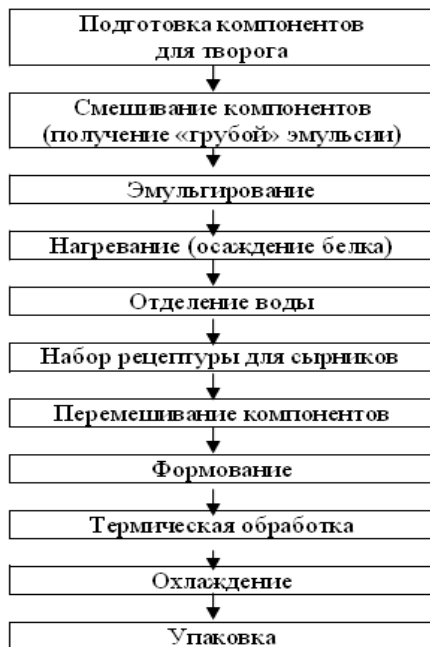 Подготовка компонентов
для творога
Смешивание компонентов
(получение «грубой» эмульсии)
Эмульгирование
Нагревание (осаждение белка)
Отделение воды
Набор рецептуры для сырников
Перемешивание компонентов
Формование
Термическая обработка
Охлаждение
Упаковка